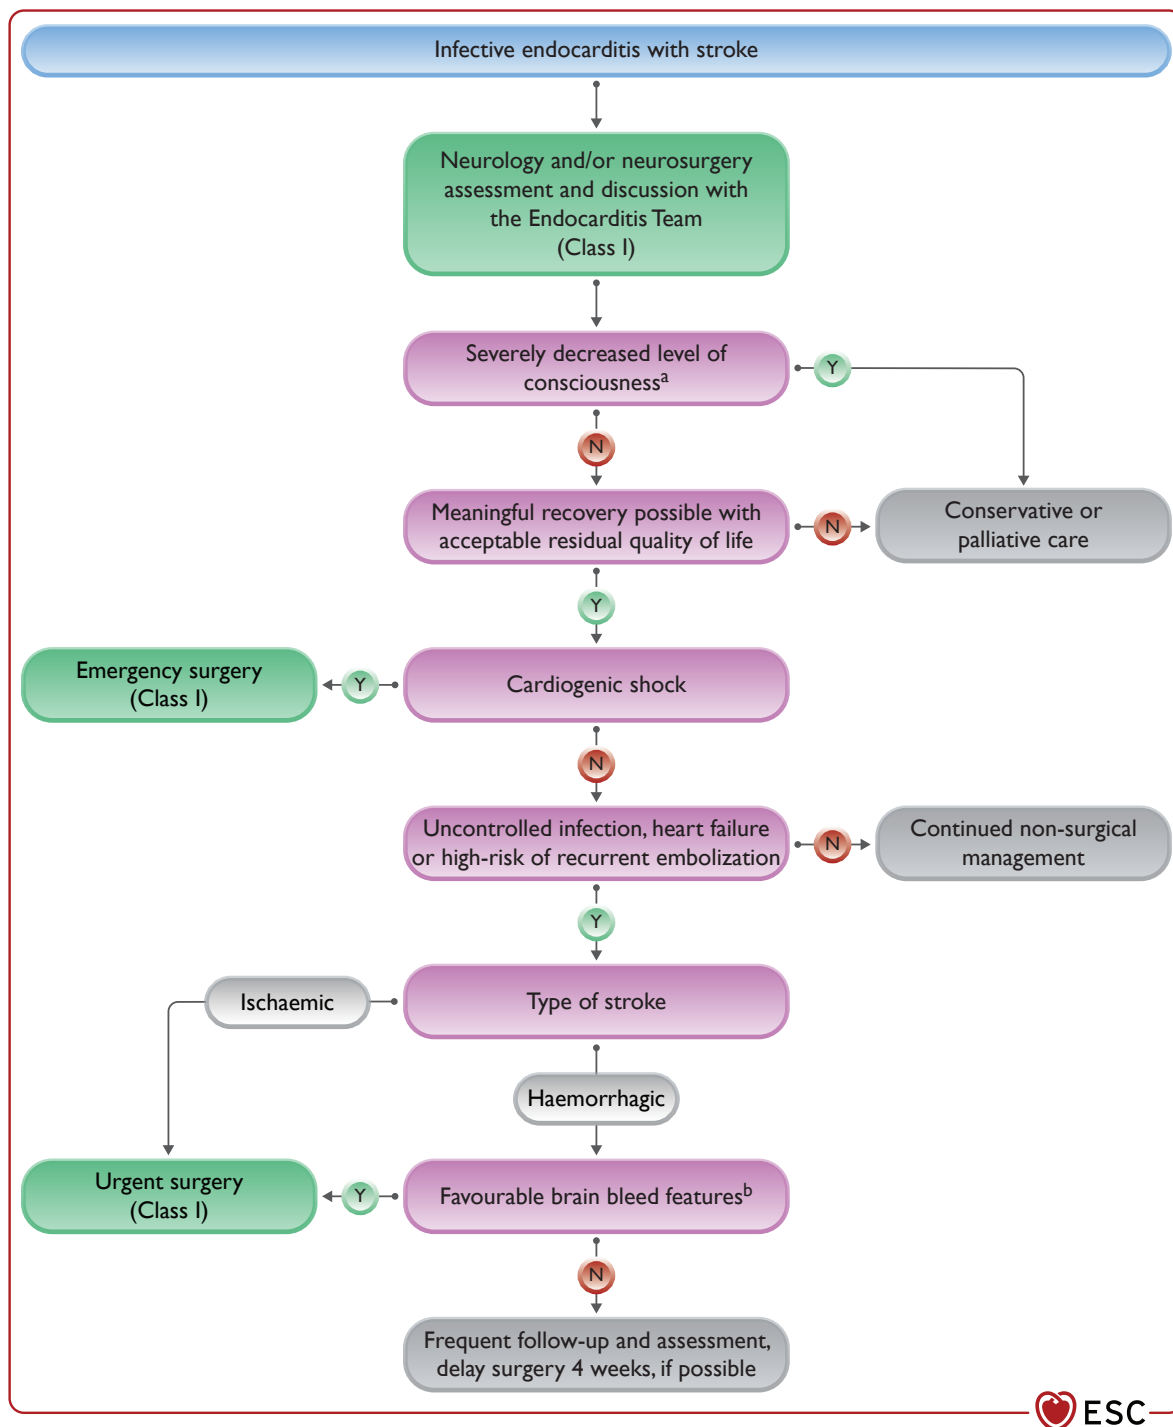 Infective endocarditis with stroke
Neurology and/or neurosurgery
assessment and discussion with
the Endocarditis Team
(Class I)
Severely decreased level of
consciousnessᵃ
Y
N
Meaningful recovery possible with
acceptable residual quality of life
N
Conservative or
palliative care
Y
Emergency surgery
(Class I)
Y
Cardiogenic shock
N
Uncontrolled infection, heart failure
or high-risk of recurrent embolization
N
Continued non-surgical
management
Y
Ischaemic
Type of stroke
Haemorrhagic
Urgent surgery
(Class I)
Y
Favourable brain bleed featuresᵇ
N
Frequent follow-up and assessment,
delay surgery 4 weeks, if possible
ESC